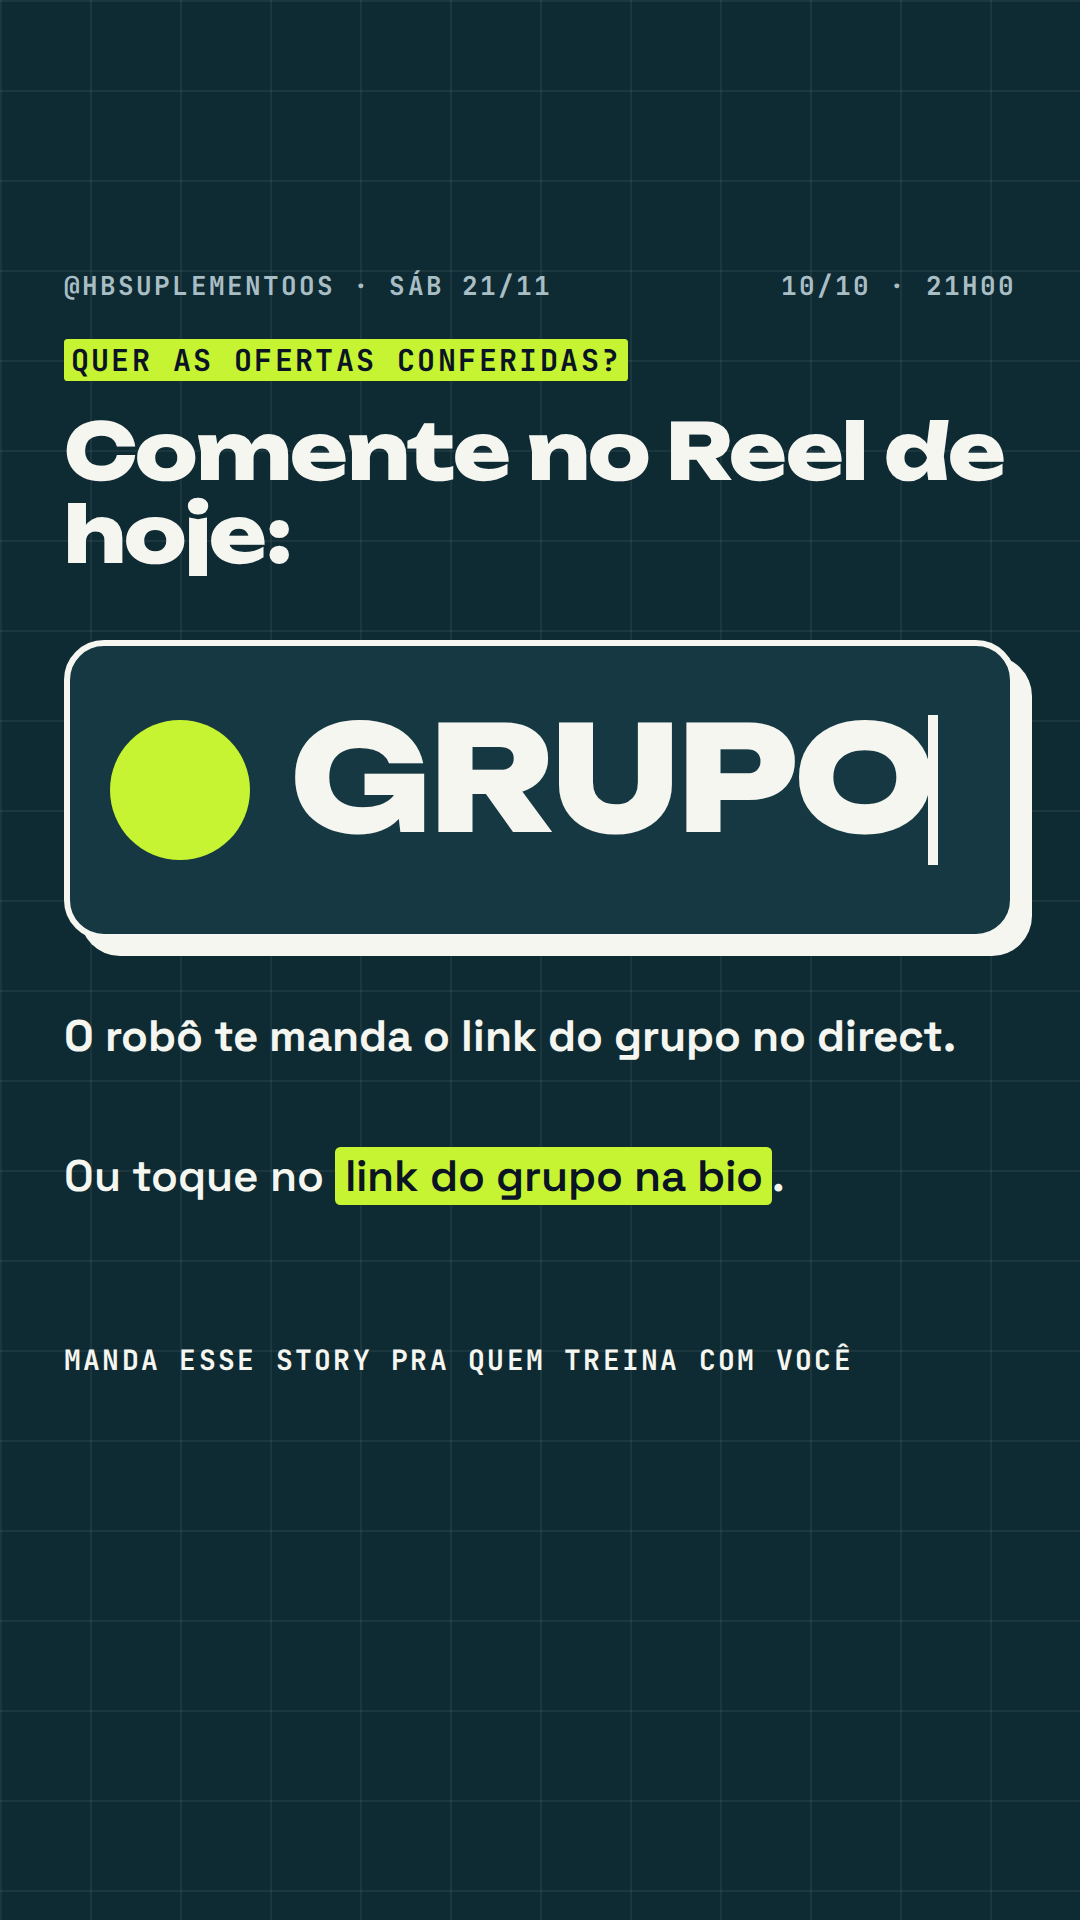 @HBSUPLEMENTOOS · SÁB 21/11 10/10 · 21H00
QUER AS OFERTAS CONFERIDAS?
Comente no Reel de
hoje:
GRUPO
O robô te manda o link do grupo no direct.
Ou toque no link do grupo na bio.
MANDA ESSE STORY PRA QUEM TREINA COM VOCÊ